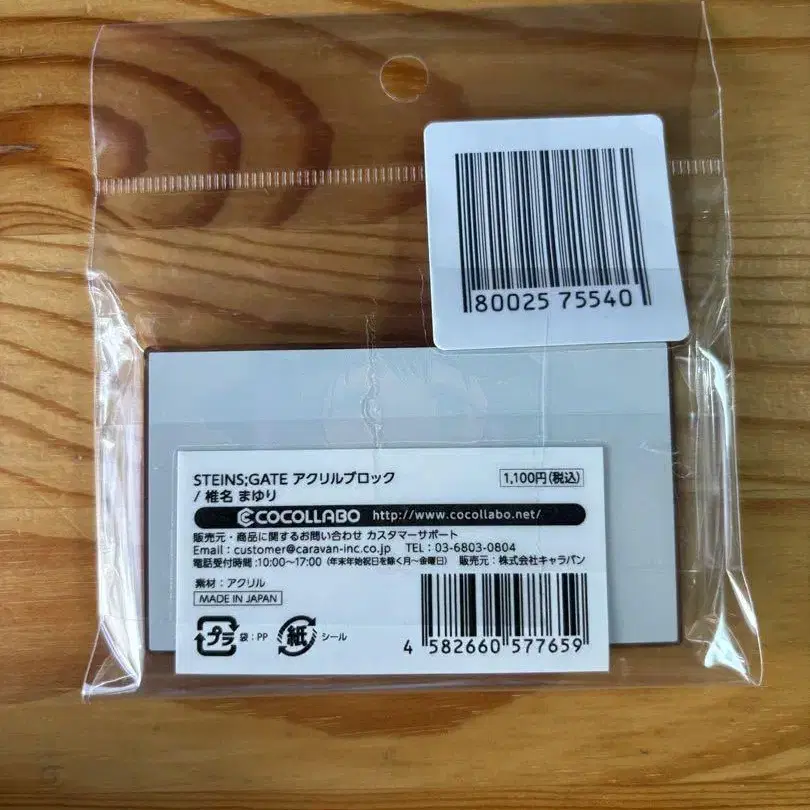 80025 75540
STEINS;GATE アクリルブロック
/ 椎名 まゆり
1,100円(税込)
COCOLLABO http://www.cocollabo.net/
販売元・商品に関するお問い合わせ カスタマーサポート
Email : customer@caravan-inc.co.jp TEL : 03-6803-0804
電話受付時間 :10:00〜17:00 (年末年始祝日を除く月〜金曜日) 販売元 : 株式会社キャラバン
素材 : アクリル
MADE IN JAPAN
プラ 袋 : PP 紙 シール
4 582660 577659